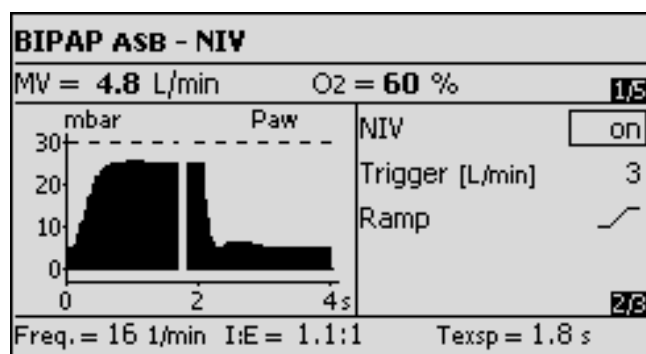 BIPAP ASB - NIV
MV = 4.8 L/min O2 = 60 % 1/5
mbar Paw
30
20
10
0
0 2 4 s
NIV on
Trigger [L/min] 3
Ramp
2/3
Freq. = 16 1/min I:E = 1.1:1 Texsp = 1.8 s